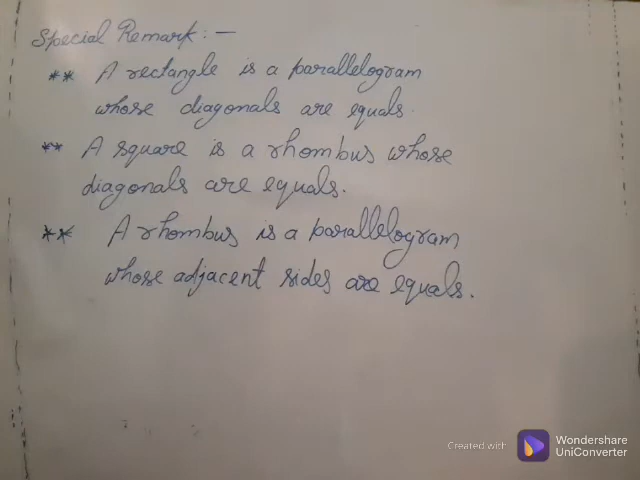 Special Remark : -
** A rectangle is a parallelogram
whose diagonals are equals.
** A square is a rhombus whose
diagonals are equals.
** A rhombus is a parallelogram
whose adjacent sides are equals.
Created with Wondershare
UniConverter